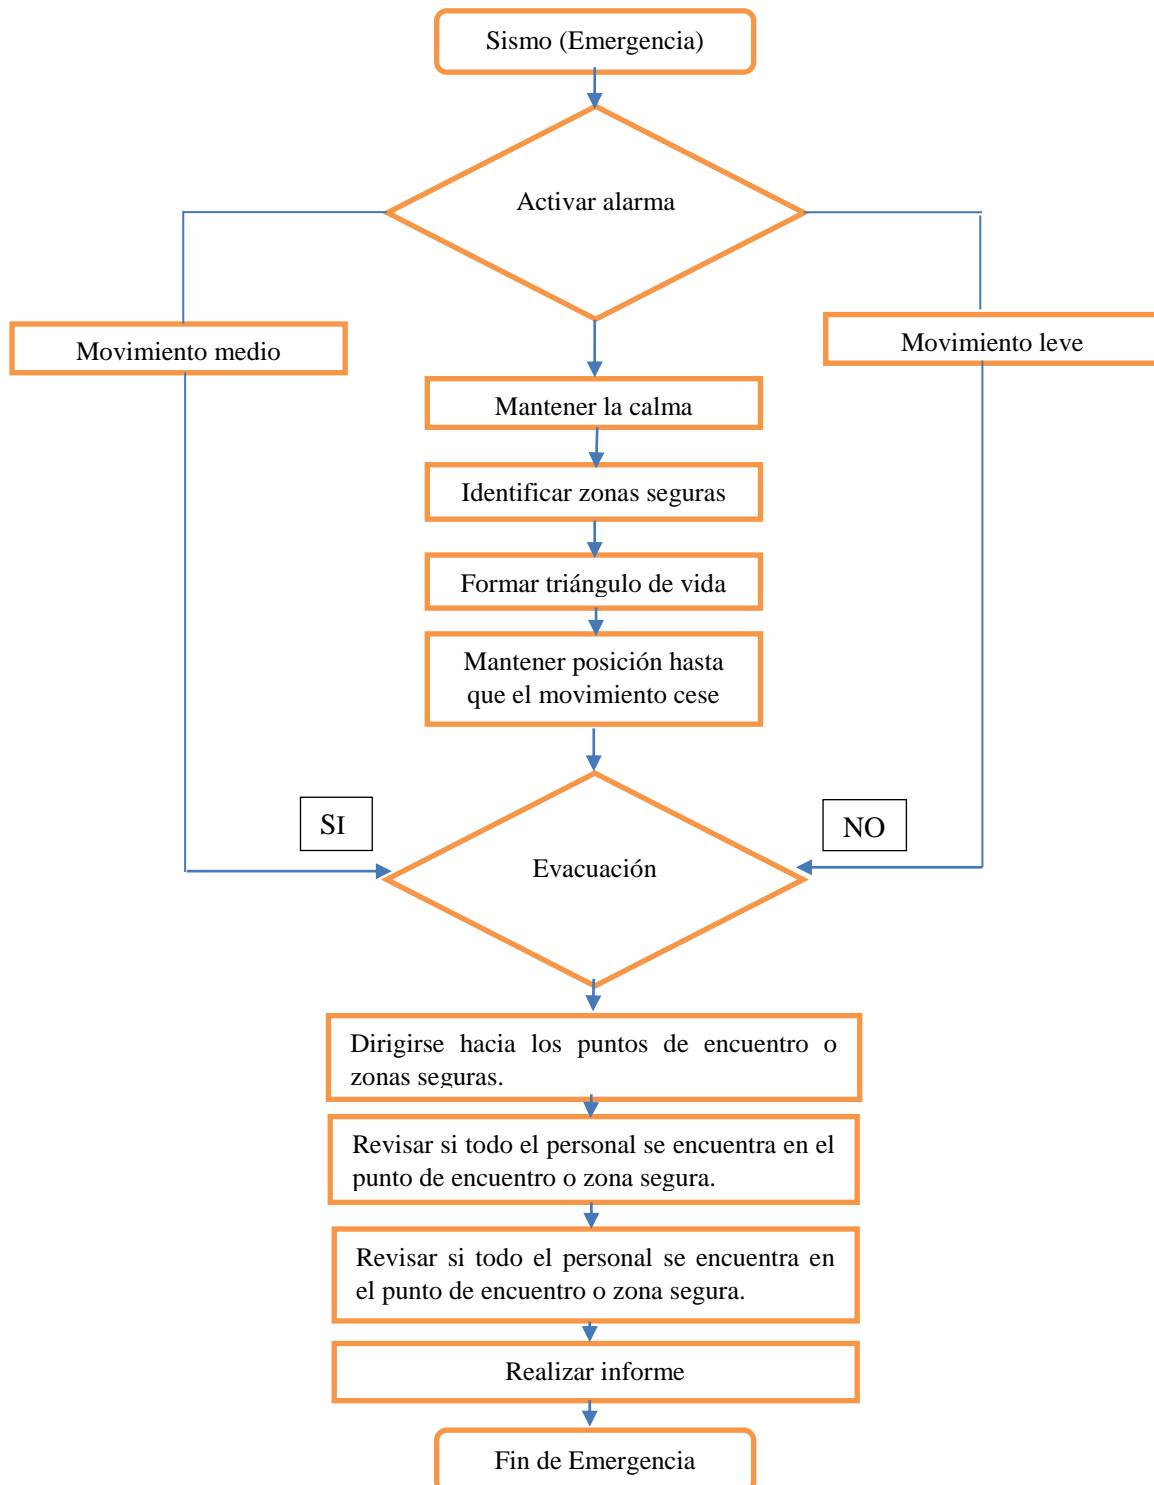 Sismo (Emergencia)
Activar alarma
Movimiento medio
Movimiento leve
Mantener la calma
Identificar zonas seguras
Formar triángulo de vida
Mantener posición hasta
que el movimiento cese
SI
NO
Evacuación
Dirigirse hacia los puntos de encuentro o
zonas seguras.
Revisar si todo el personal se encuentra en el
punto de encuentro o zona segura.
Revisar si todo el personal se encuentra en
el punto de encuentro o zona segura.
Realizar informe
Fin de Emergencia